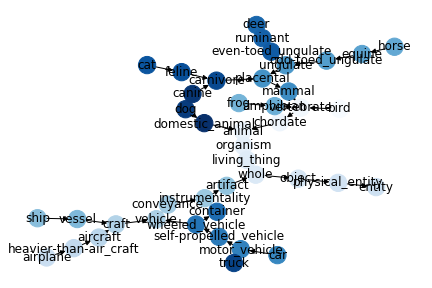 deer
ruminant
even-toed_ungulate
horse
equine
odd-toed_ungulate
ungulate
cat
feline
carnivore
placental
canine
mammal
frog
amphibian
vertebrate
bird
dog
chordate
domestic_animal
animal
organism
living_thing
whole
object
physical_entity
entity
artifact
instrumentality
conveyance
container
ship
vessel
craft
vehicle
wheeled_vehicle
aircraft
self-propelled_vehicle
heavier-than-air_craft
motor_vehicle
airplane
car
truck